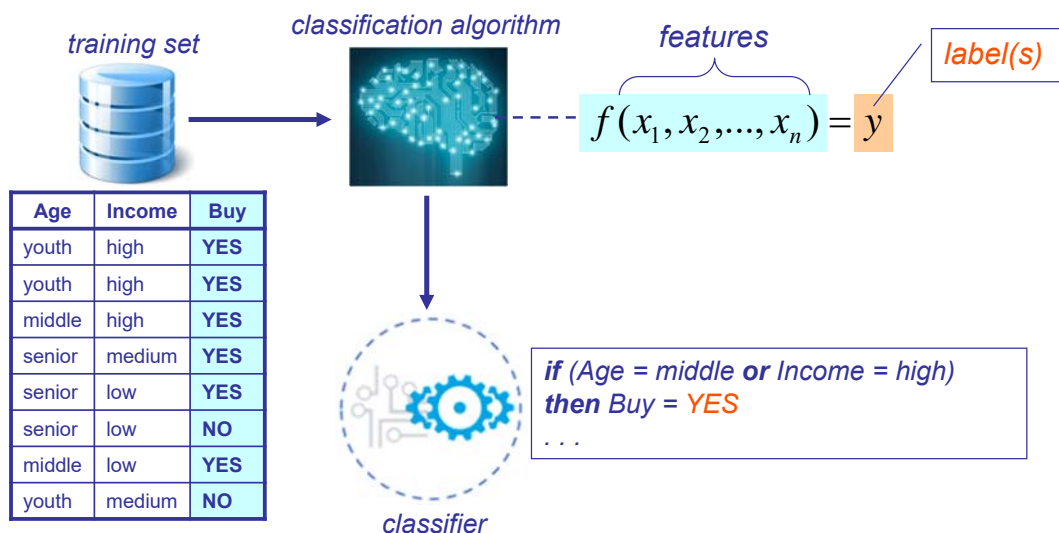 classification algorithm
training set
features
label(s)
f(x₁, x₂,..., xₙ) = y
Age Income Buy
youth high YES
youth high YES
middle high YES
senior medium YES
senior low YES
senior low NO
middle low YES
youth medium NO
if (Age = middle or Income = high)
then Buy = YES
. . .
classifier